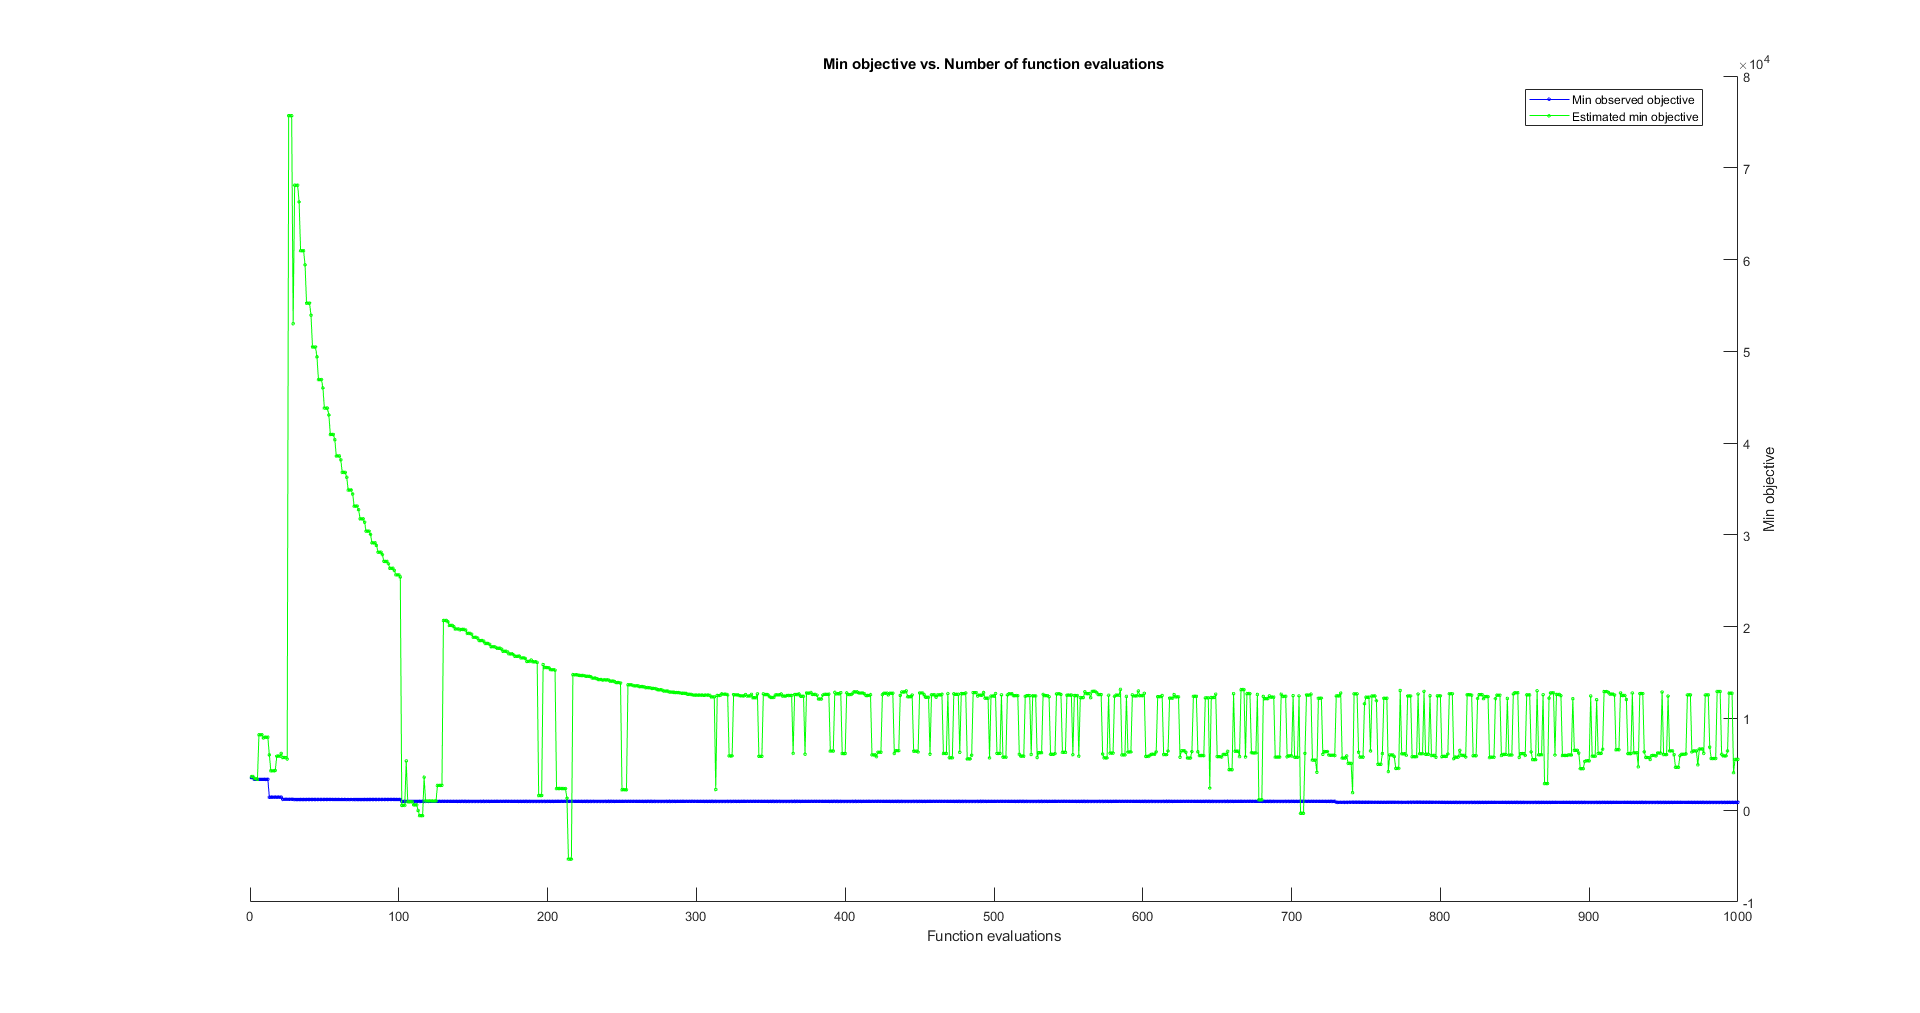 Min objective vs. Number of function evaluations
×10^4
Min observed objective
Estimated min objective
8
7
6
5
4
3
2
1
0
-1
Min objective
0 100 200 300 400 500 600 700 800 900 1000
Function evaluations